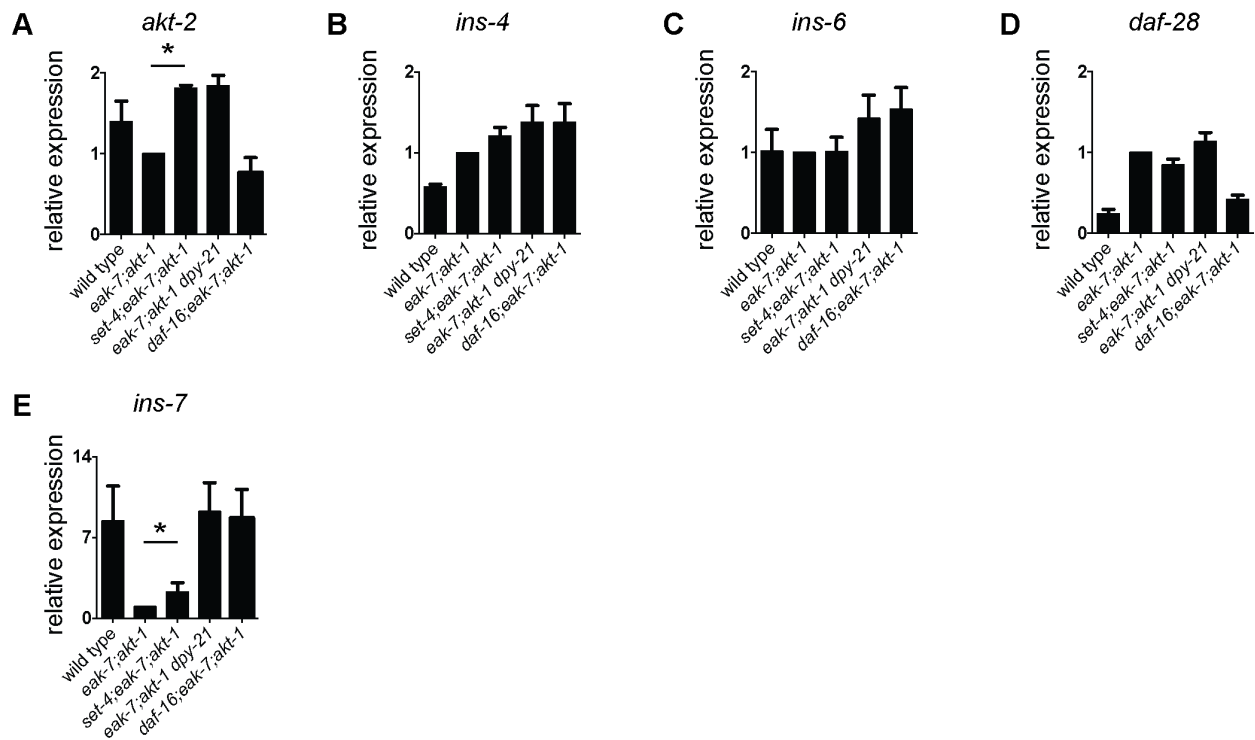 A
akt-2
relative expression
2
1
0
*
wild type
eak-7;akt-1
set-4;eak-7;akt-1
eak-7;akt-1 dpy-21
daf-16;eak-7;akt-1
B
ins-4
relative expression
2
1
0
wild type
eak-7;akt-1
set-4;eak-7;akt-1
eak-7;akt-1 dpy-21
daf-16;eak-7;akt-1
C
ins-6
relative expression
2
1
0
wild type
eak-7;akt-1
set-4;eak-7;akt-1
eak-7;akt-1 dpy-21
daf-16;eak-7;akt-1
D
daf-28
relative expression
2
1
0
wild type
eak-7;akt-1
set-4;eak-7;akt-1
eak-7;akt-1 dpy-21
daf-16;eak-7;akt-1
E
ins-7
relative expression
14
7
0
*
wild type
eak-7;akt-1
set-4;eak-7;akt-1
eak-7;akt-1 dpy-21
daf-16;eak-7;akt-1